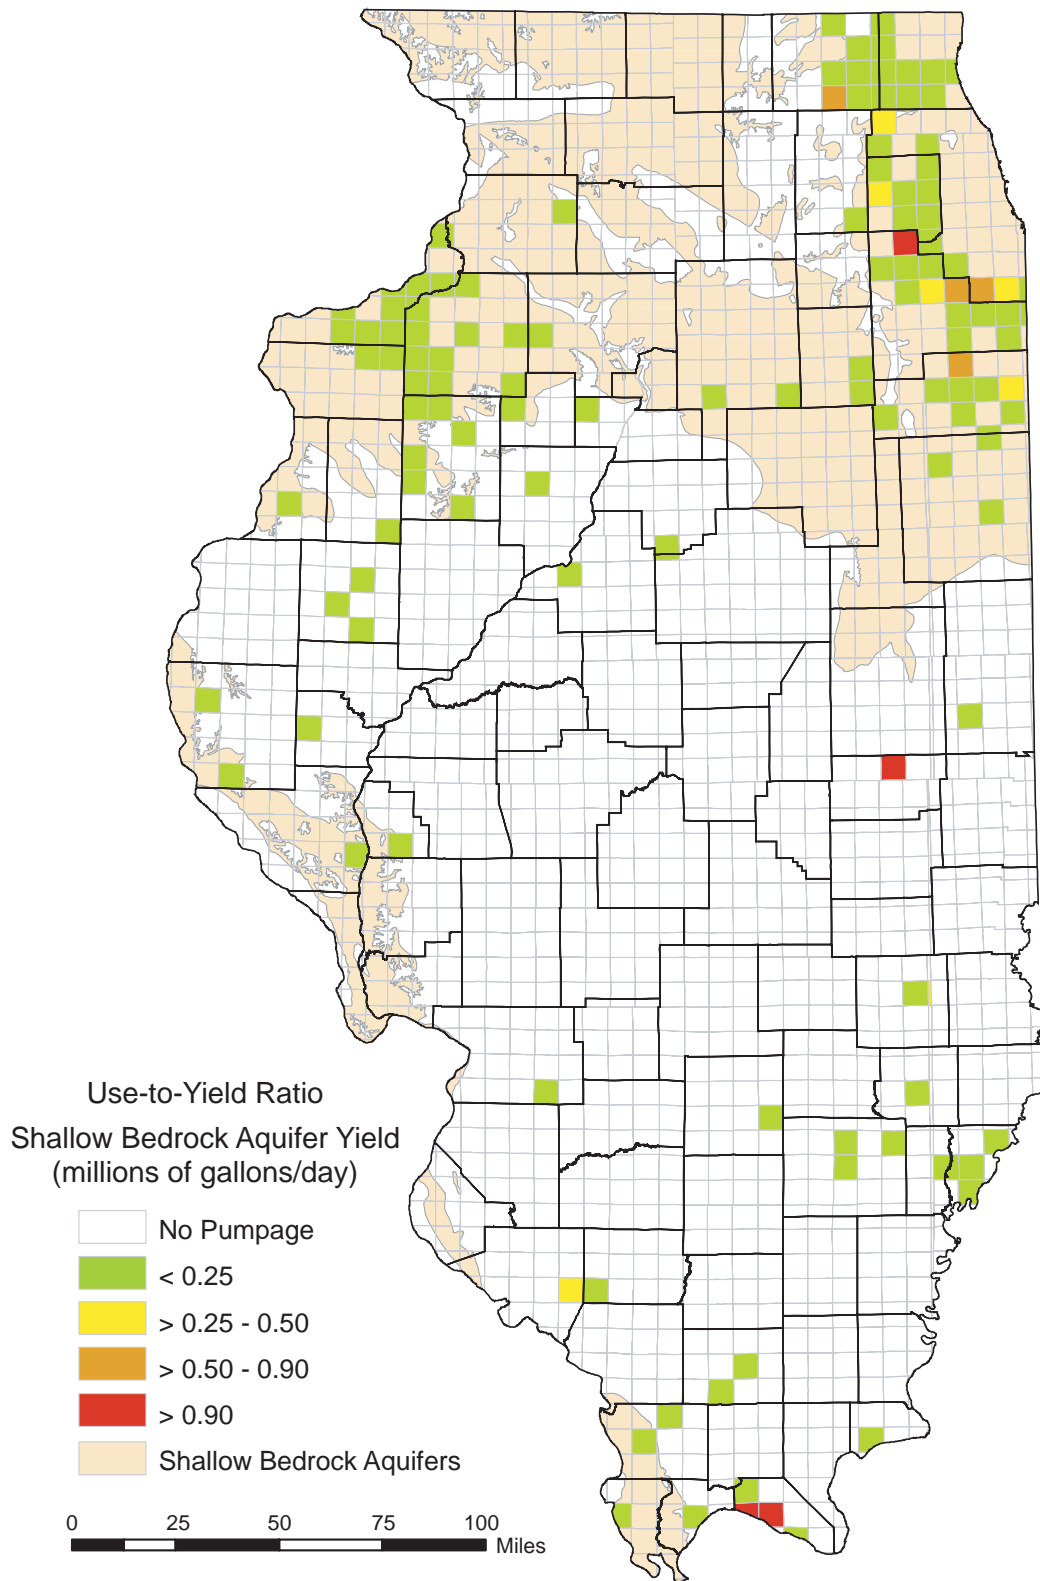 Use-to-Yield Ratio
Shallow Bedrock Aquifer Yield
(millions of gallons/day)
No Pumpage
< 0.25
> 0.25 - 0.50
> 0.50 - 0.90
> 0.90
Shallow Bedrock Aquifers
0 25 50 75 100
Miles